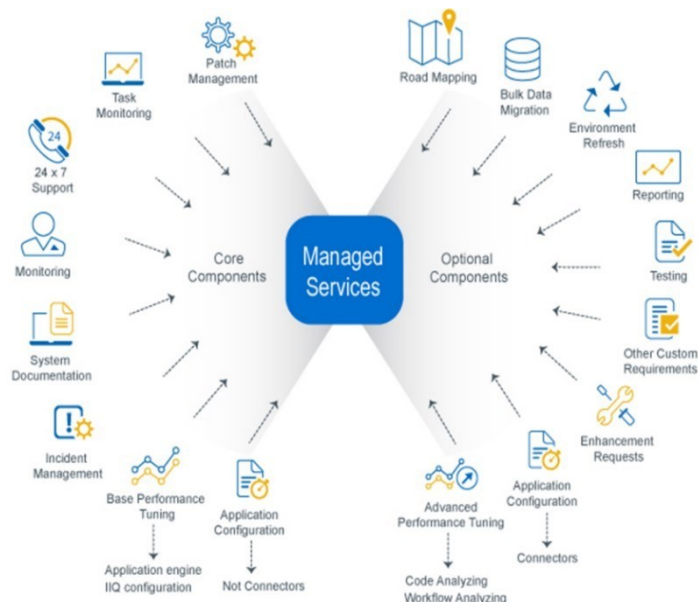 Patch
Management
Task
Monitoring
24
24 x 7
Support
Monitoring
System
Documentation
Incident
Management
Base Performance
Tuning
Application engine
IIQ configuration
Application
Configuration
Not Connectors
Core
Components
Managed
Services
Optional
Components
Road Mapping
Bulk Data
Migration
Environment
Refresh
Reporting
Testing
Other Custom
Requirements
Enhancement
Requests
Application
Configuration
Connectors
Advanced
Performance Tuning
Code Analyzing
Workflow Analyzing